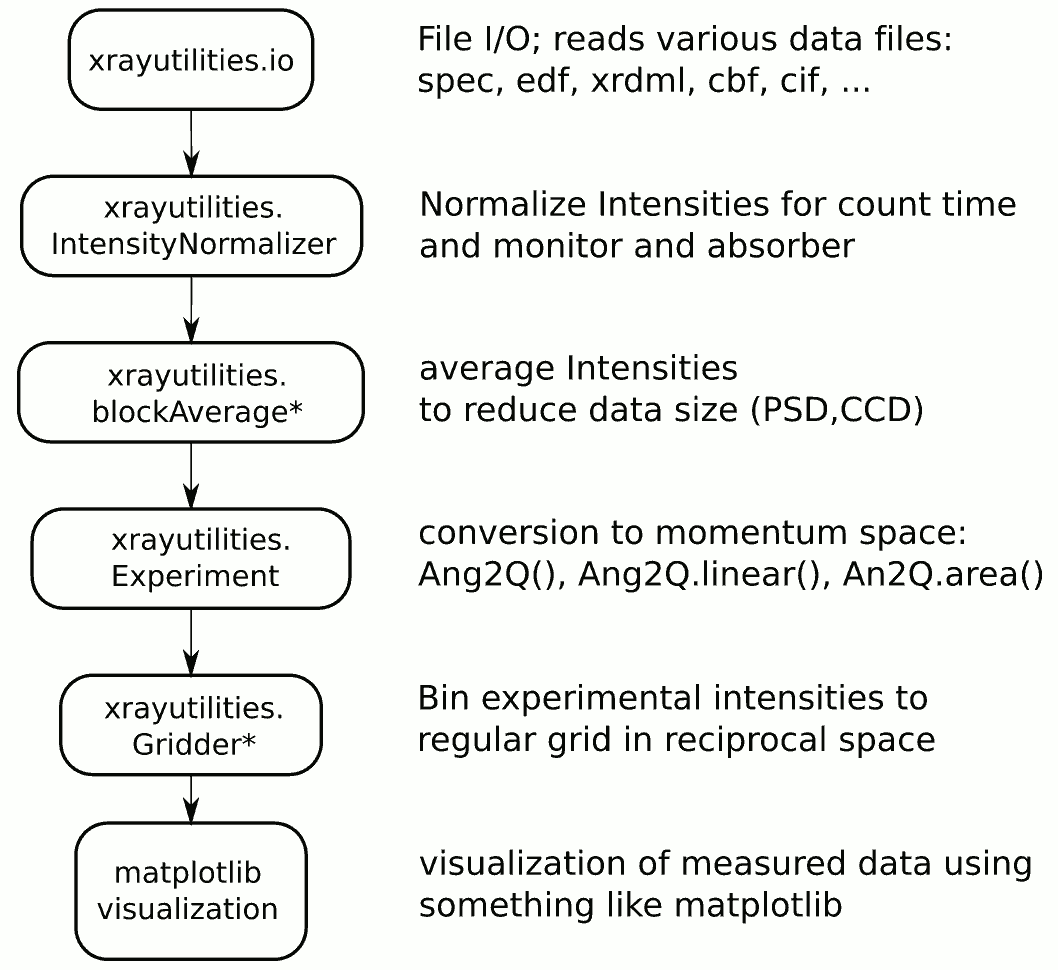 xrayutilities.io
File I/O; reads various data files:
spec, edf, xrdml, cbf, cif, ...
xrayutilities.
IntensityNormalizer
Normalize Intensities for count time
and monitor and absorber
xrayutilities.
blockAverage*
average Intensities
to reduce data size (PSD,CCD)
xrayutilities.
Experiment
conversion to momentum space:
Ang2Q(), Ang2Q.linear(), An2Q.area()
xrayutilities.
Gridder*
Bin experimental intensities to
regular grid in reciprocal space
matplotlib
visualization
visualization of measured data using
something like matplotlib